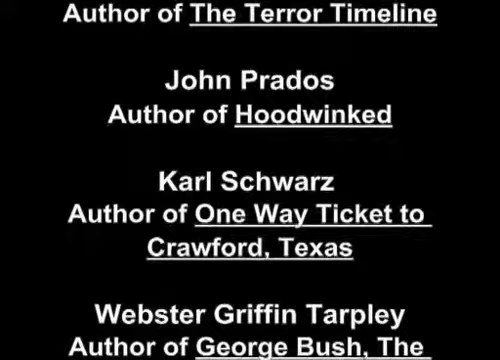 Author of The Terror Timeline
John Prados
Author of Hoodwinked
Karl Schwarz
Author of One Way Ticket to
Crawford, Texas
Webster Griffin Tarpley
Author of George Bush, The